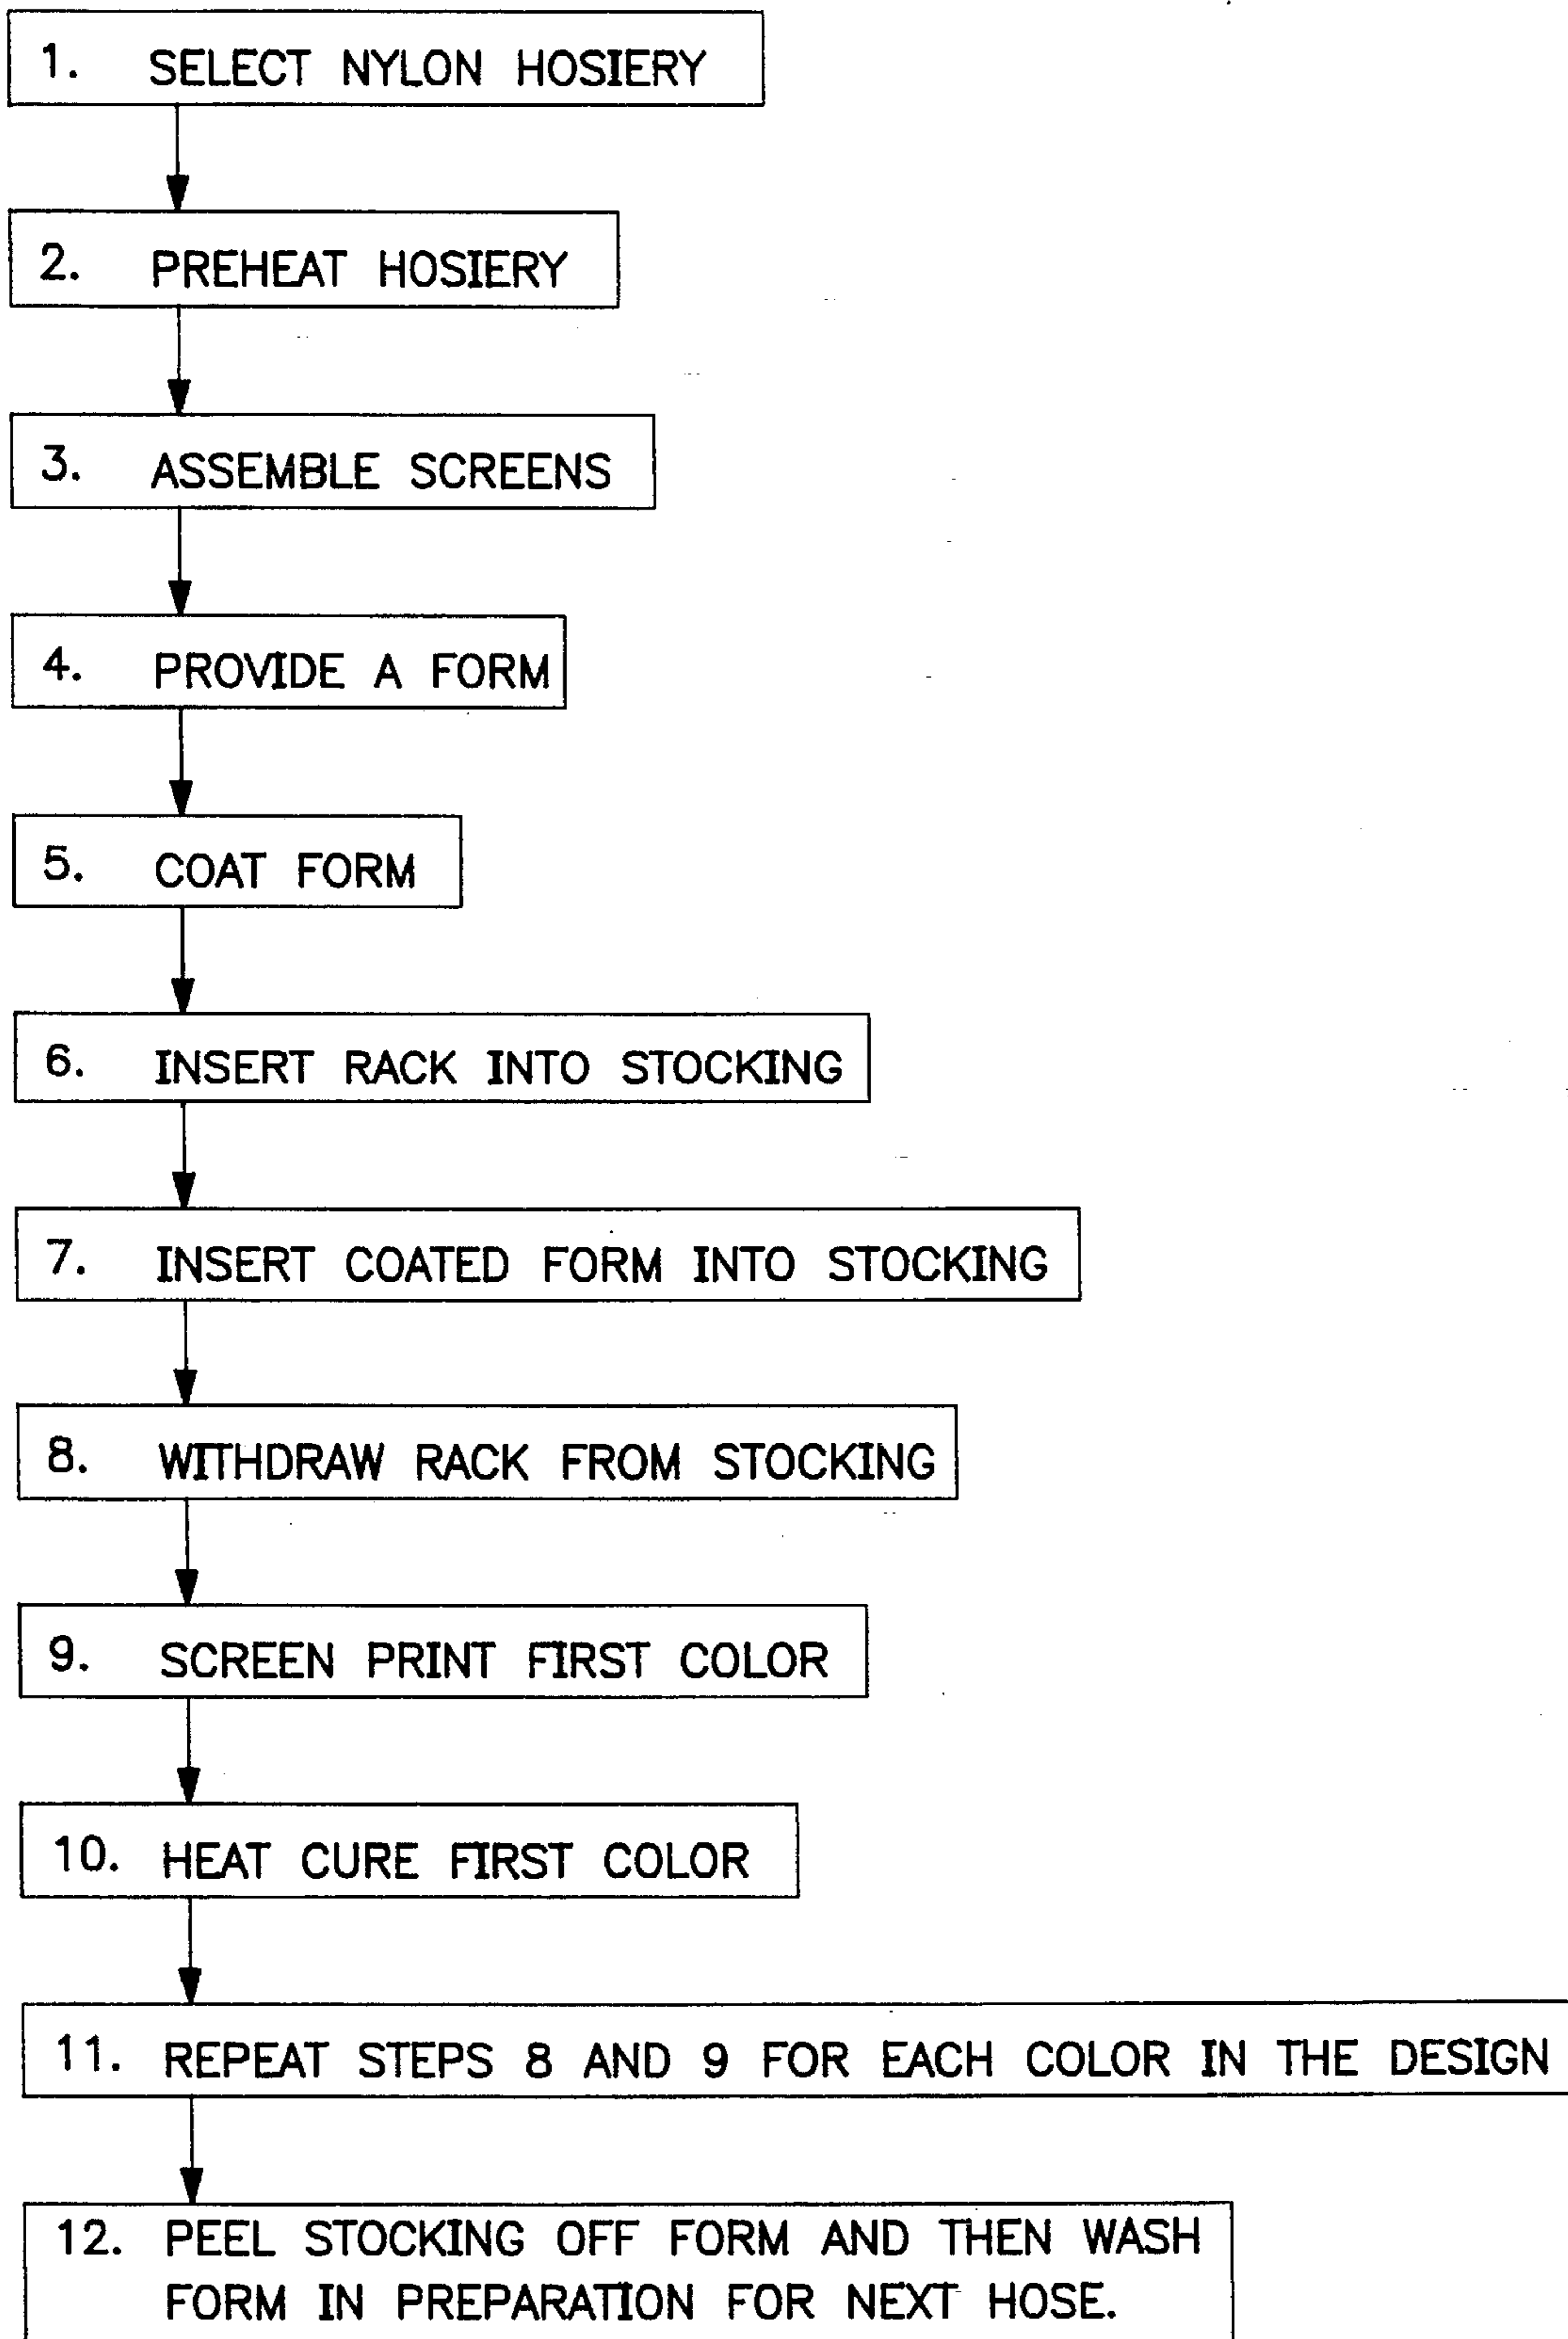 1. SELECT NYLON HOSIERY
2. PREHEAT HOSIERY
3. ASSEMBLE SCREENS
4. PROVIDE A FORM
5. COAT FORM
6. INSERT RACK INTO STOCKING
7. INSERT COATED FORM INTO STOCKING
8. WITHDRAW RACK FROM STOCKING
9. SCREEN PRINT FIRST COLOR
10. HEAT CURE FIRST COLOR
11. REPEAT STEPS 8 AND 9 FOR EACH COLOR IN THE DESIGN
12. PEEL STOCKING OFF FORM AND THEN WASH
FORM IN PREPARATION FOR NEXT HOSE.